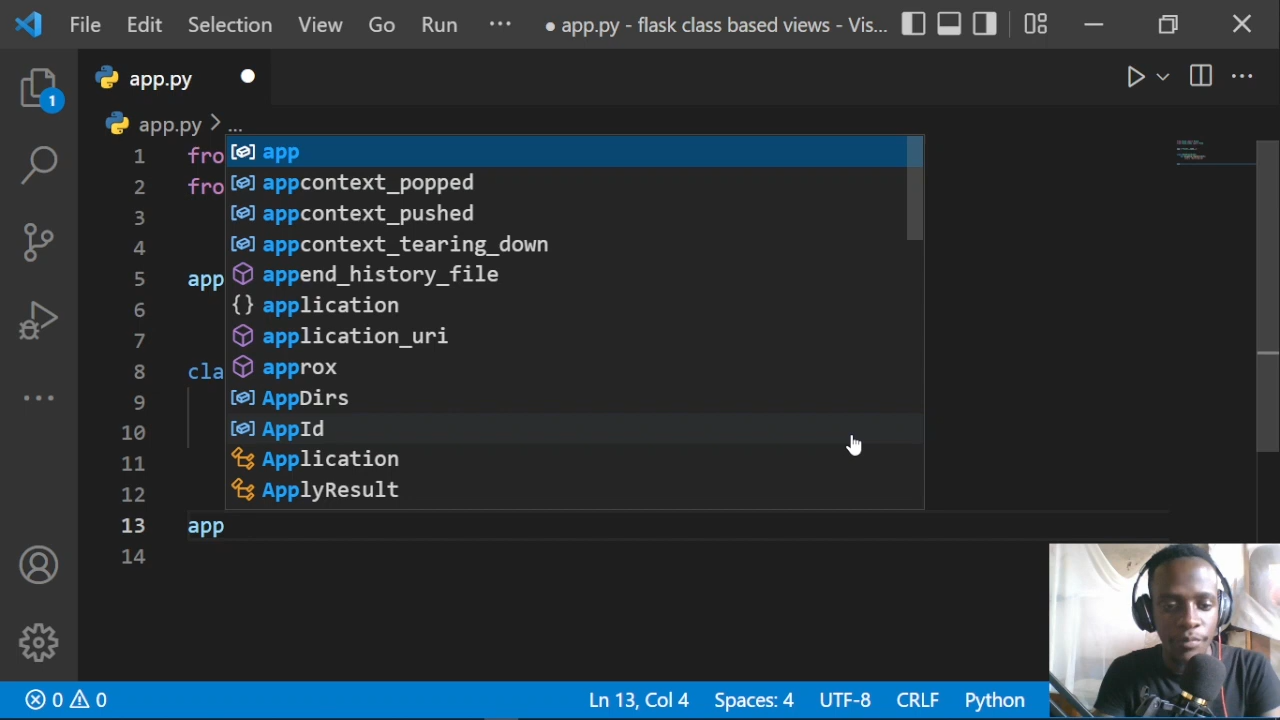 File Edit Selection View Go Run ··· ● app.py - flask class based views - Vis...
app.py ●
1
app.py > ...
1 fro
2 fro
3
4
5 app
6
7
8 cla
9
10
11
12
13 app
14
app
appcontext_popped
appcontext_pushed
appcontext_tearing_down
append_history_file
application
application_uri
approx
AppDirs
AppId
Application
ApplyResult
0 0 Ln 13, Col 4 Spaces: 4 UTF-8 CRLF Python